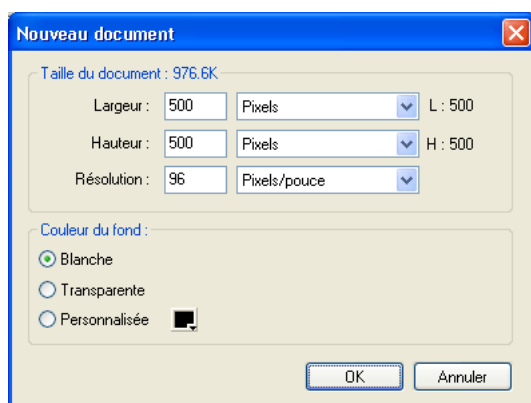 Nouveau document
Taille du document : 976.6K
Largeur : 500 Pixels L : 500
Hauteur : 500 Pixels H : 500
Résolution : 96 Pixels/pouce
Couleur du fond :
Blanche
Transparente
Personnalisée
OK Annuler